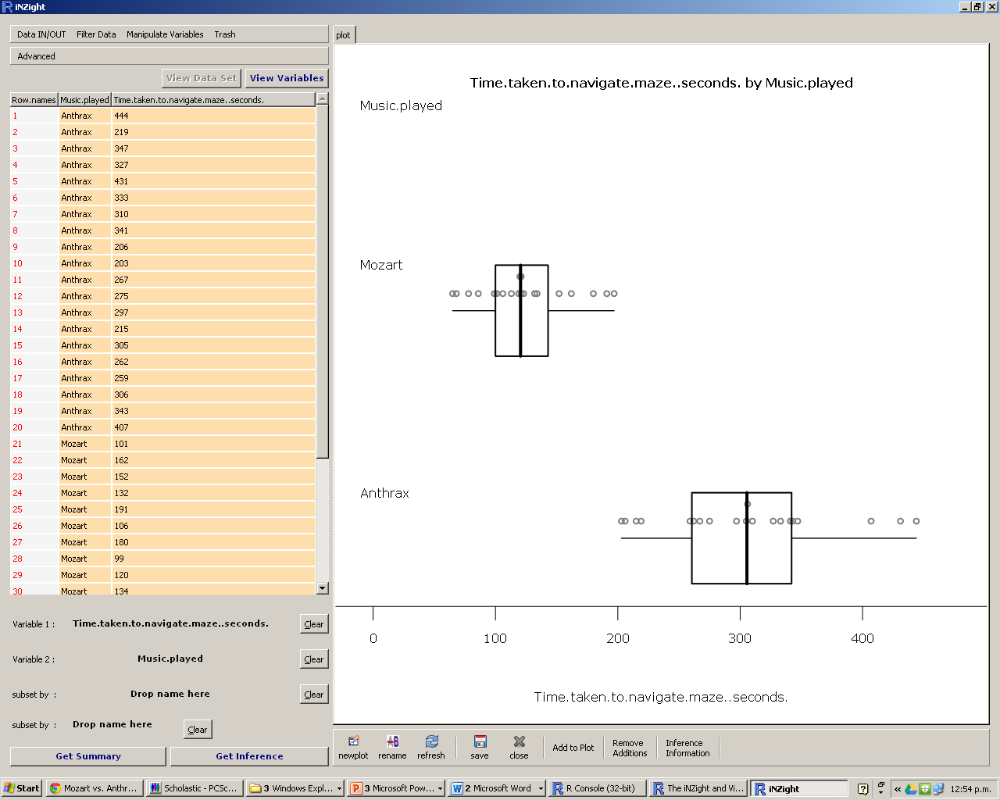 iNZight
Data IN/OUT Filter Data Manipulate Variables Trash
Advanced
View Data Set View Variables
Row.names Music.played Time.taken.to.navigate.maze..seconds.
1 Anthrax 444
2 Anthrax 219
3 Anthrax 347
4 Anthrax 327
5 Anthrax 431
6 Anthrax 333
7 Anthrax 310
8 Anthrax 341
9 Anthrax 206
10 Anthrax 203
11 Anthrax 267
12 Anthrax 275
13 Anthrax 297
14 Anthrax 215
15 Anthrax 305
16 Anthrax 262
17 Anthrax 259
18 Anthrax 306
19 Anthrax 343
20 Anthrax 407
21 Mozart 101
22 Mozart 162
23 Mozart 152
24 Mozart 132
25 Mozart 191
26 Mozart 106
27 Mozart 180
28 Mozart 99
29 Mozart 120
30 Mozart 134
Variable 1 : Time.taken.to.navigate.maze..seconds. Clear
Variable 2 : Music.played Clear
subset by : Drop name here Clear
subset by : Drop name here Clear
Get Summary Get Inference
plot
Time.taken.to.navigate.maze..seconds. by Music.played
Music.played
Mozart
Anthrax
0 100 200 300 400
Time.taken.to.navigate.maze..seconds.
newplot rename refresh save close Add to Plot Remove Additions Inference Information
Start Mozart vs. Anthr... Scholastic - PCSc... 3 Windows Expl... 3 Microsoft Pow... 2 Microsoft Word R Console (32-bit) The iNZight and Vi... iNZight 12:54 p.m.